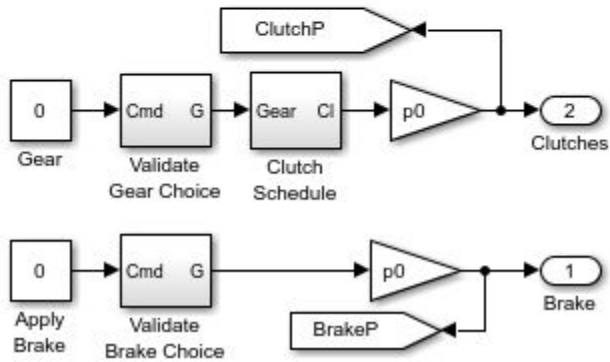 ClutchP
0
Cmd G
Gear Cl
p0
2
Gear
Validate
Gear Choice
Clutch
Schedule
Clutches
0
Cmd G
p0
1
Apply
Brake
Validate
Brake Choice
BrakeP
Brake